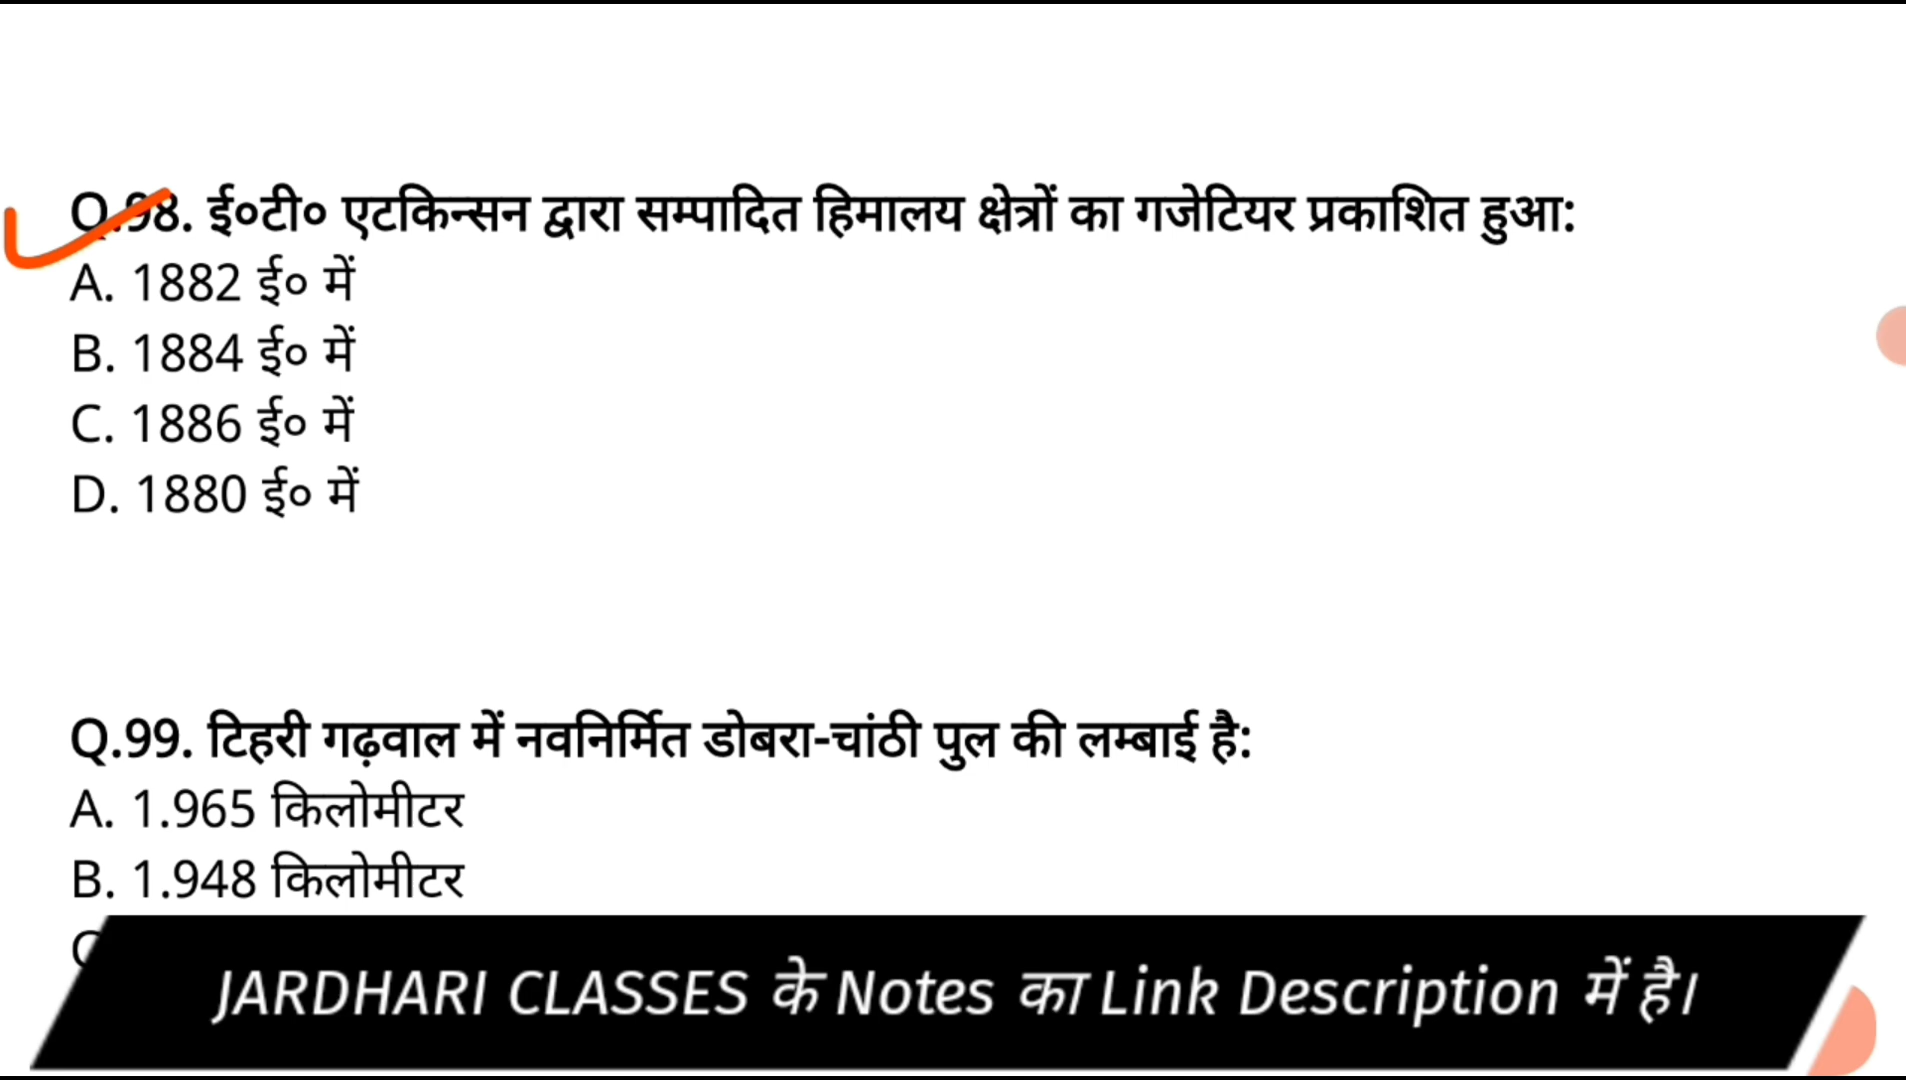 Q.98. ई०टी० एटकिन्सन द्वारा सम्पादित हिमालय क्षेत्रों का गजेटियर प्रकाशित हुआ:
A. 1882 ई० में
B. 1884 ई० में
C. 1886 ई० में
D. 1880 ई० में
Q.99. टिहरी गढ़वाल में नवनिर्मित डोबरा-चांठी पुल की लम्बाई है:
A. 1.965 किलोमीटर
B. 1.948 किलोमीटर
JARDHARI CLASSES के Notes का Link Description में है।